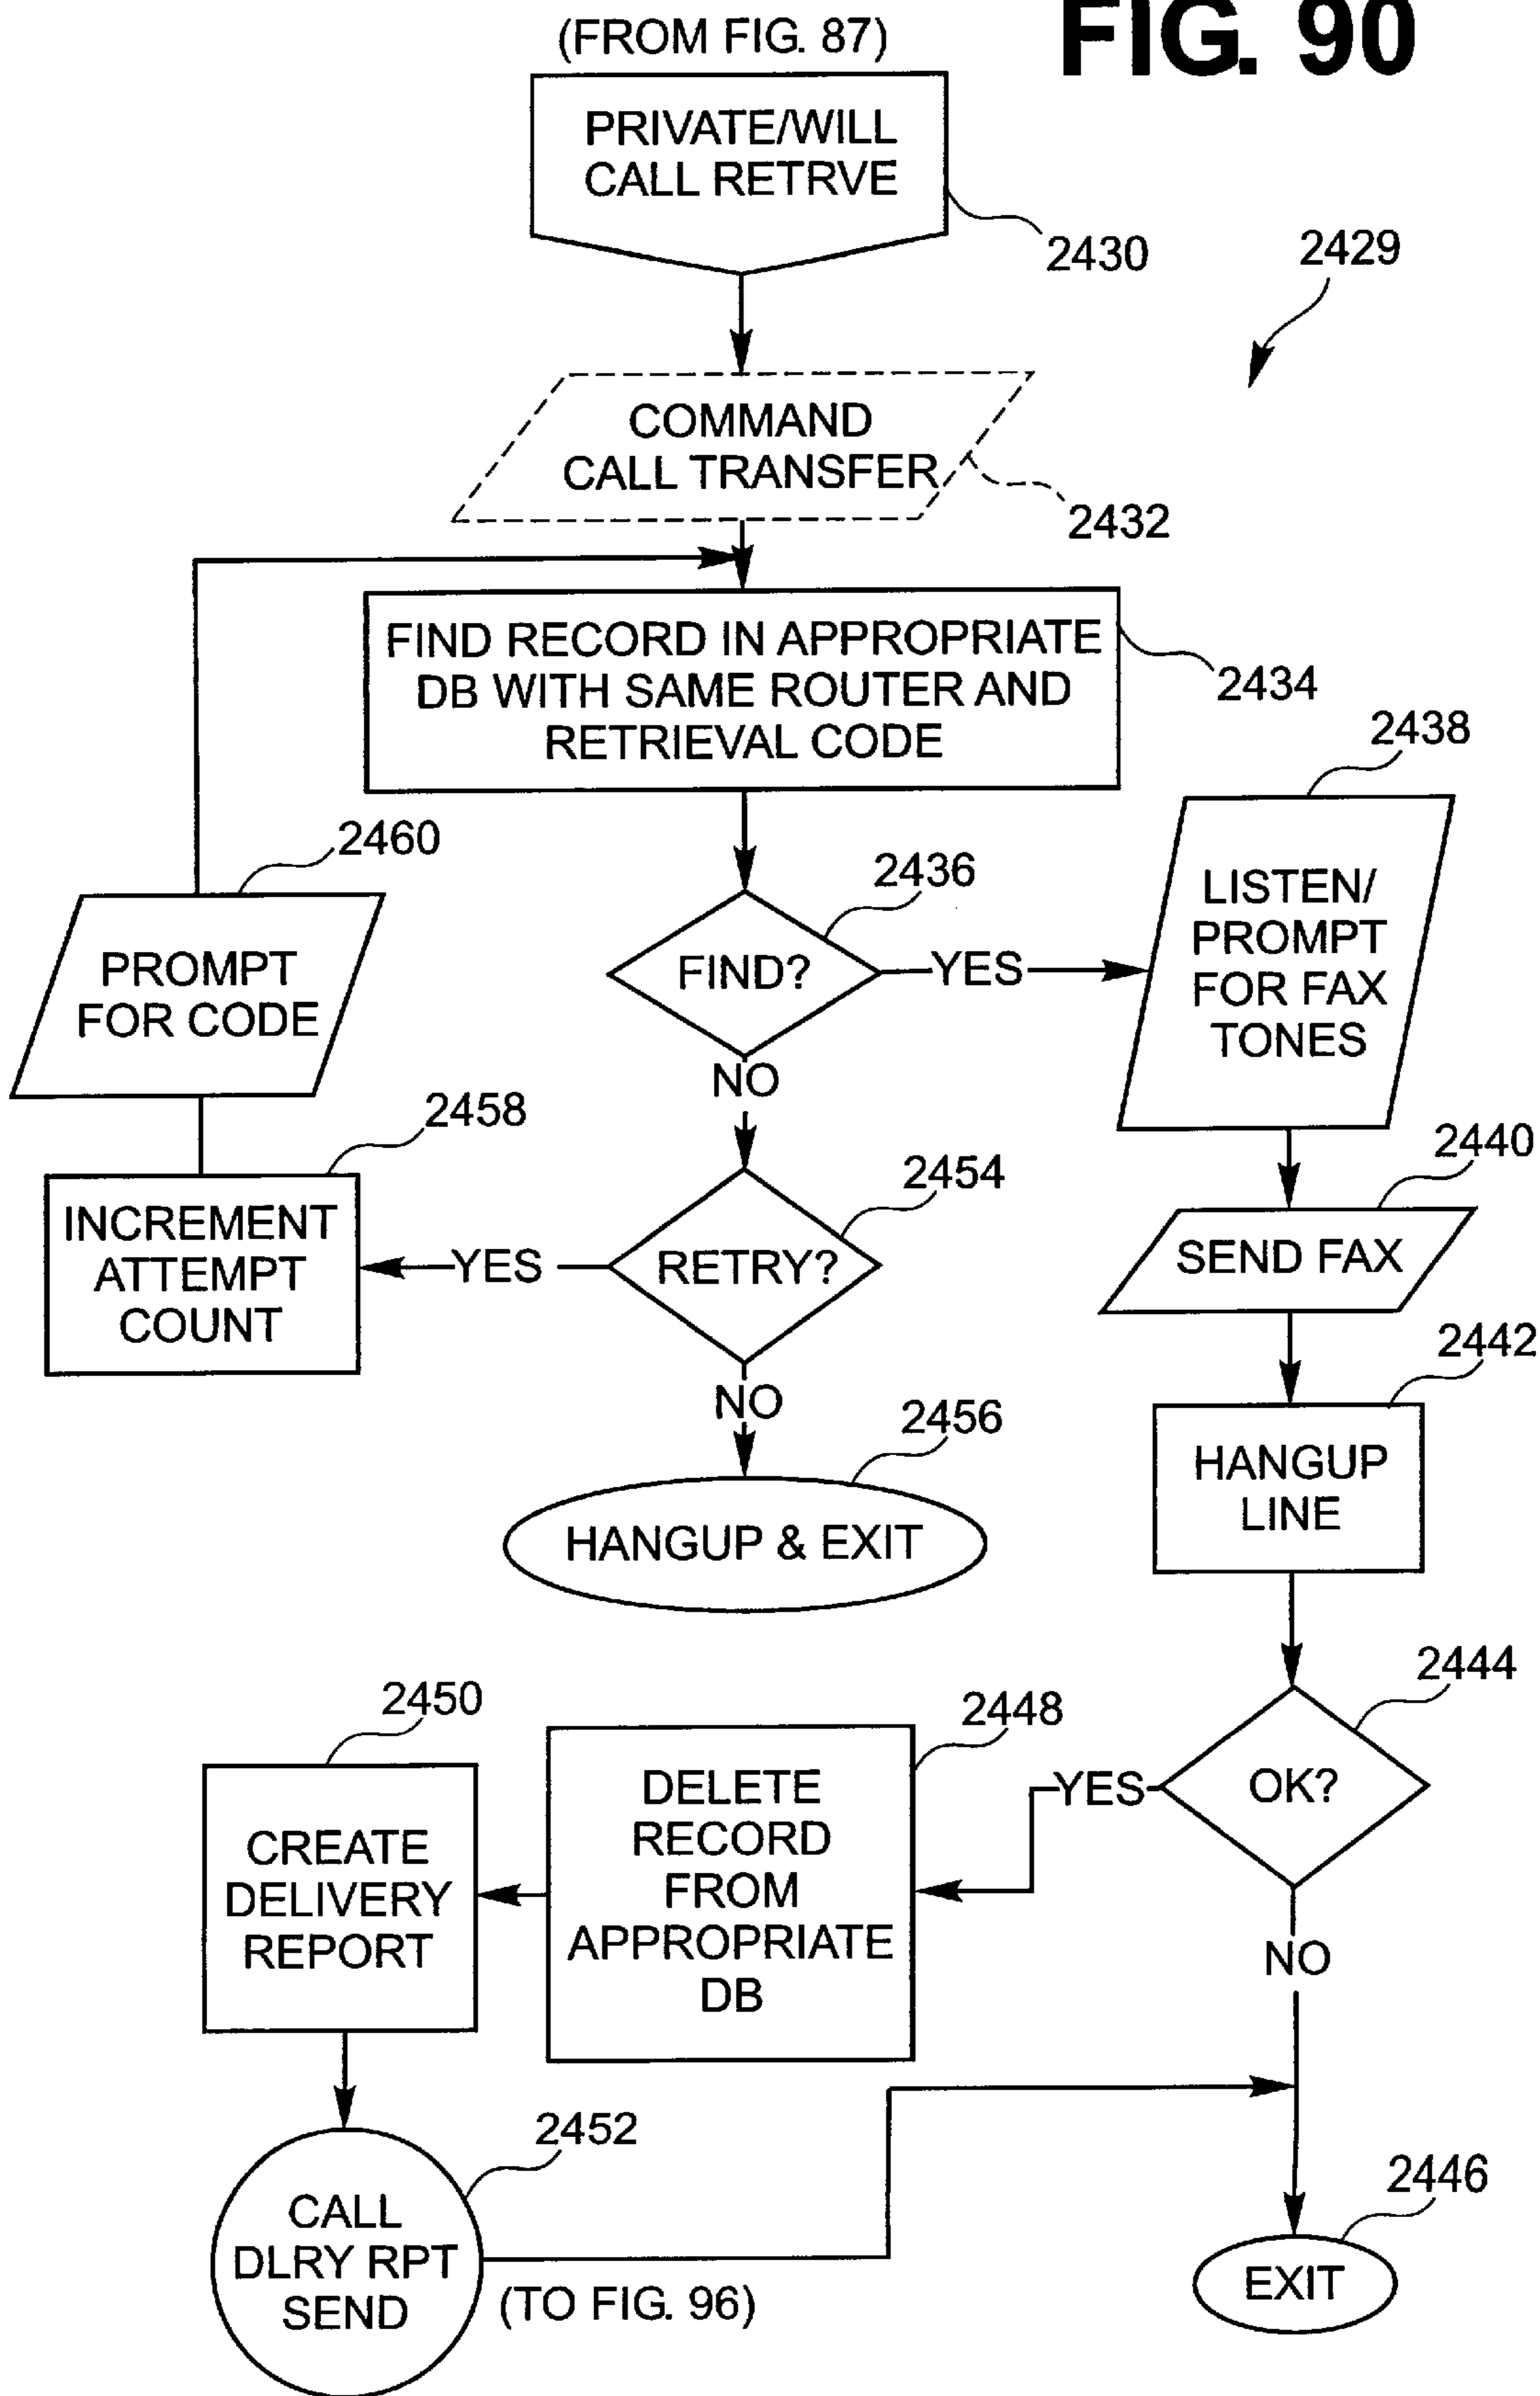 FIG. 90
(FROM FIG. 87)
PRIVATE/WILL
CALL RETRVE
2430
2429
COMMAND
CALL TRANSFER
2432
FIND RECORD IN APPROPRIATE
DB WITH SAME ROUTER AND
RETRIEVAL CODE
2434
2438
LISTEN/
PROMPT
FOR FAX
TONES
2460
PROMPT
FOR CODE
2436
FIND?
YES
NO
2458
INCREMENT
ATTEMPT
COUNT
2454
RETRY?
YES
NO
2440
SEND FAX
2442
HANGUP
LINE
2456
HANGUP & EXIT
2444
OK?
YES
NO
2448
DELETE
RECORD
FROM
APPROPRIATE
DB
2450
CREATE
DELIVERY
REPORT
2452
CALL
DLRY RPT
SEND
(TO FIG. 96)
2446
EXIT